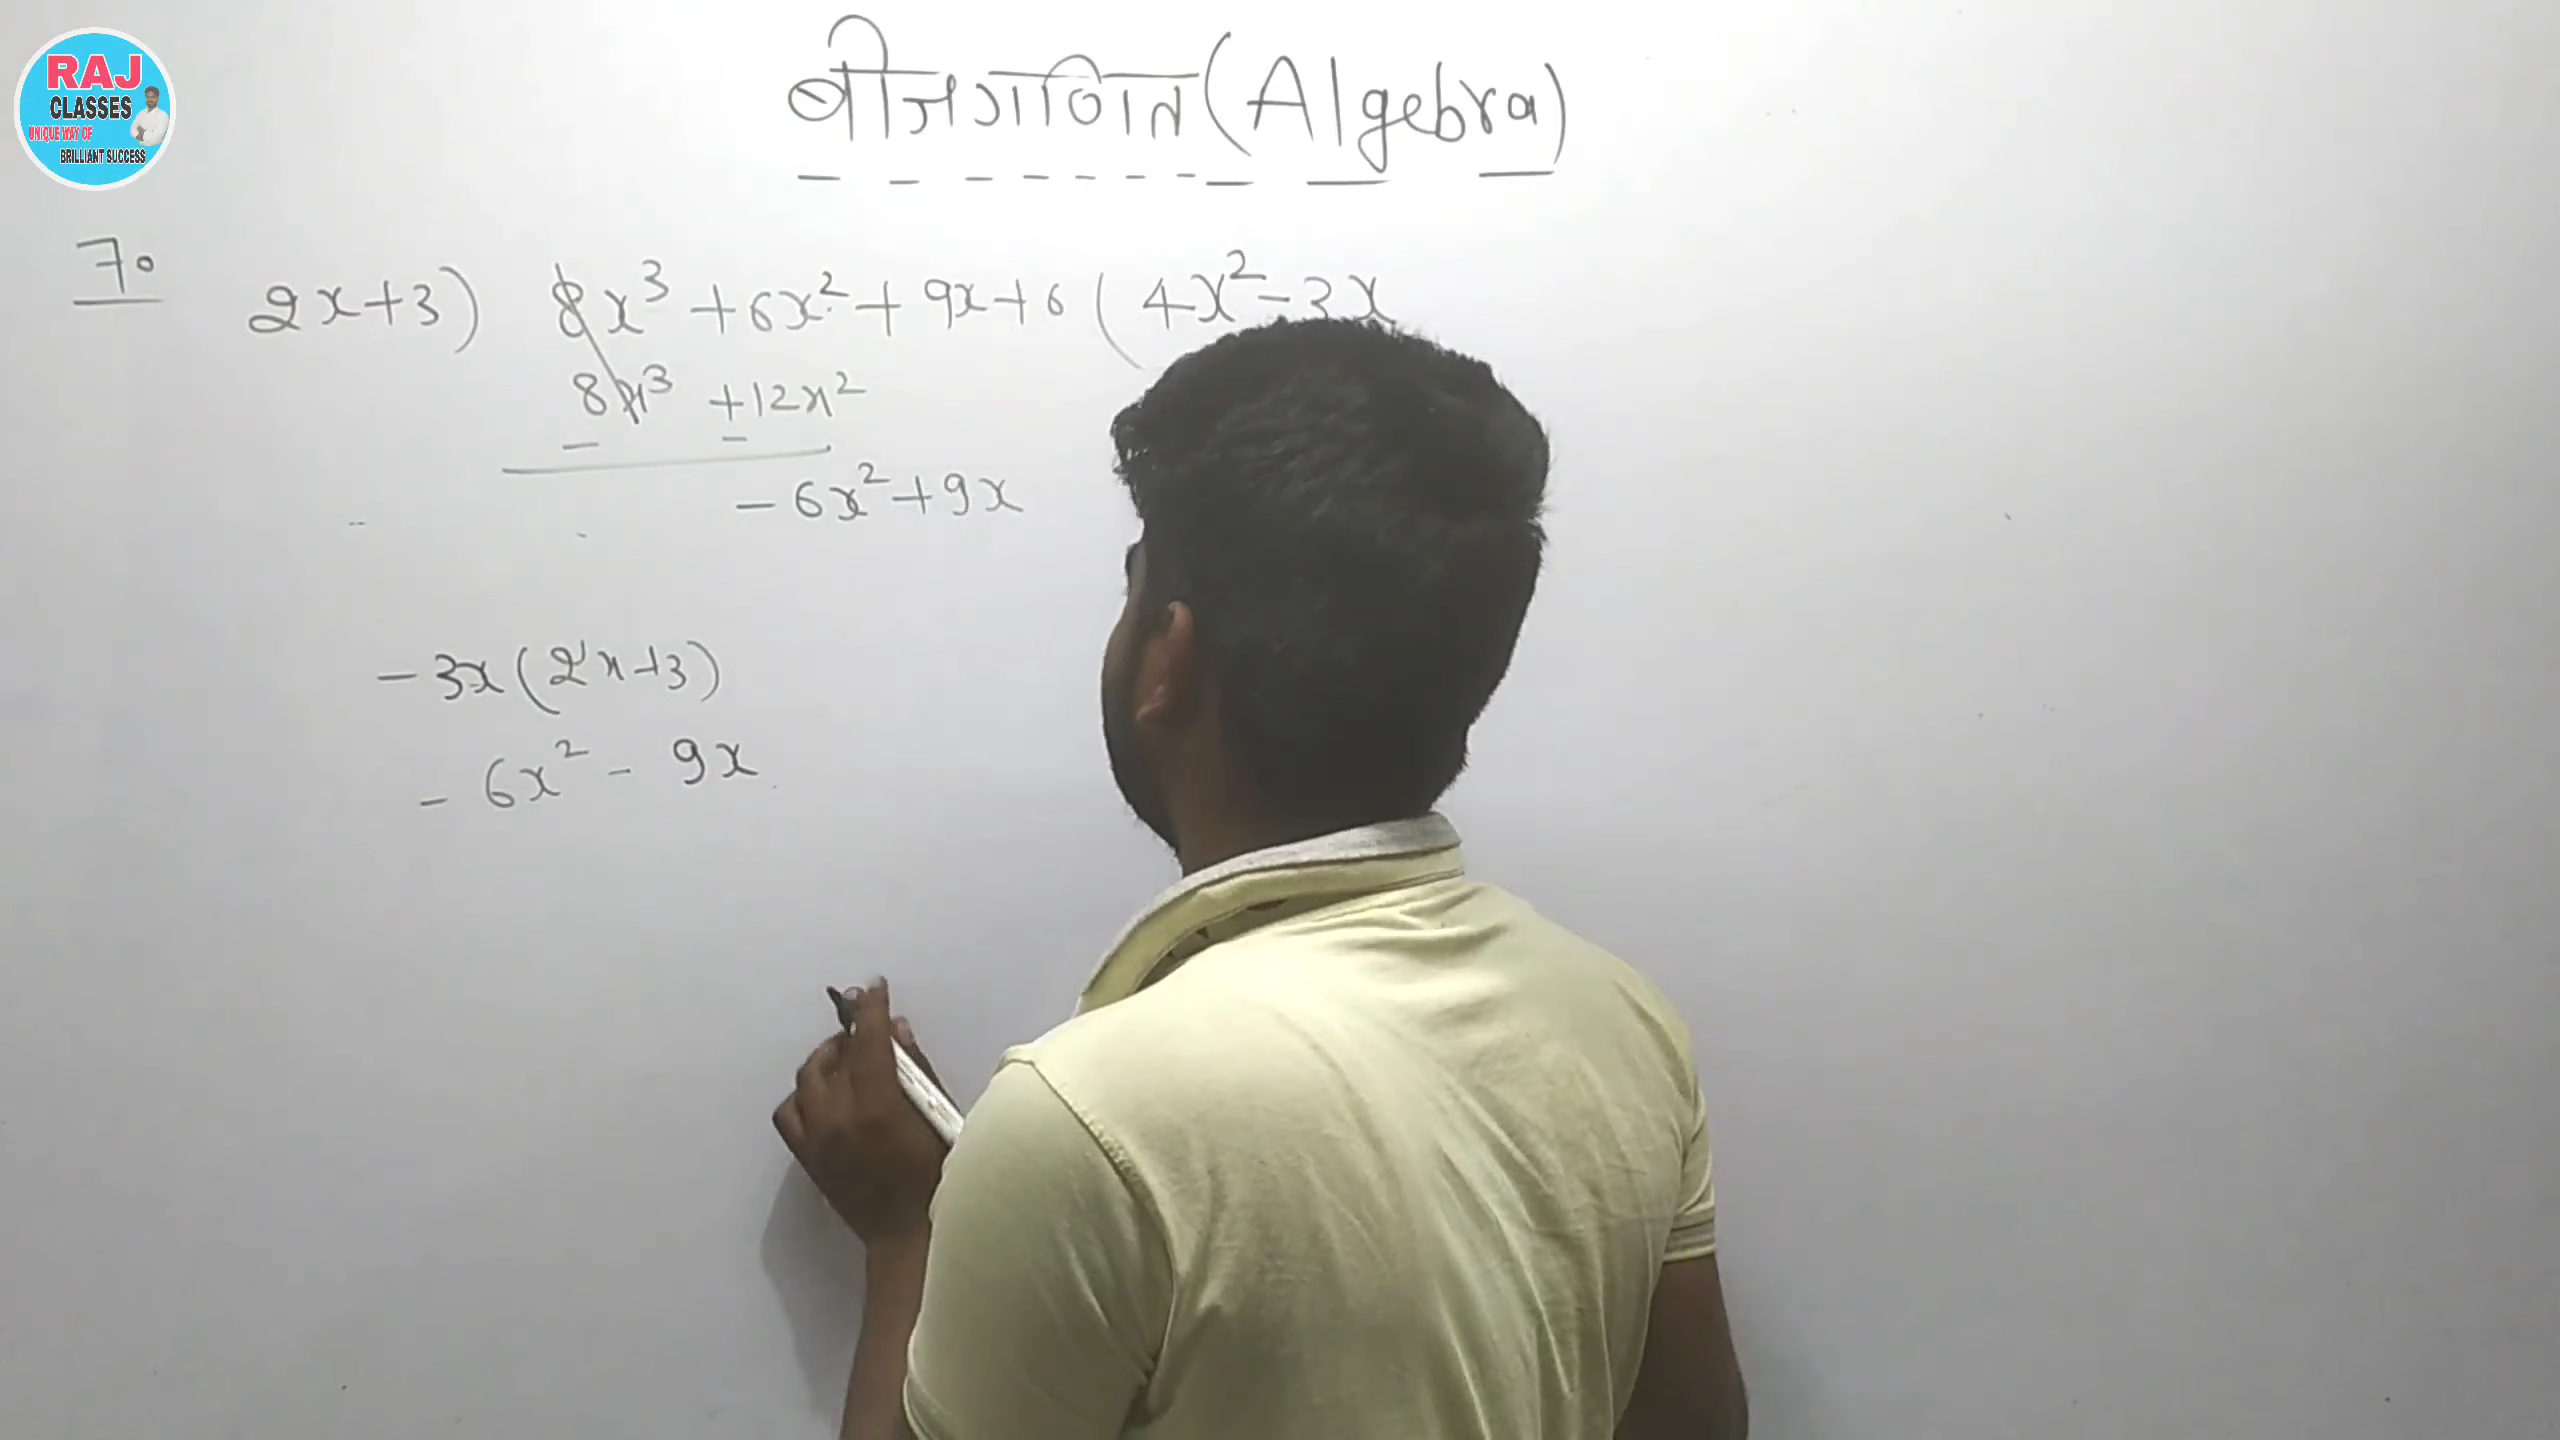 RAJ
CLASSES
UNIQUE WAY OF
BRILLIANT SUCCESS
बीजगणित (Algebra)
7० 2x+3) 8x³ +6x² + 9x+6 ( 4x² - 3x
8x³ +12x²
- -
- 6x² + 9x
- 3x (2x+3)
- 6x² - 9x